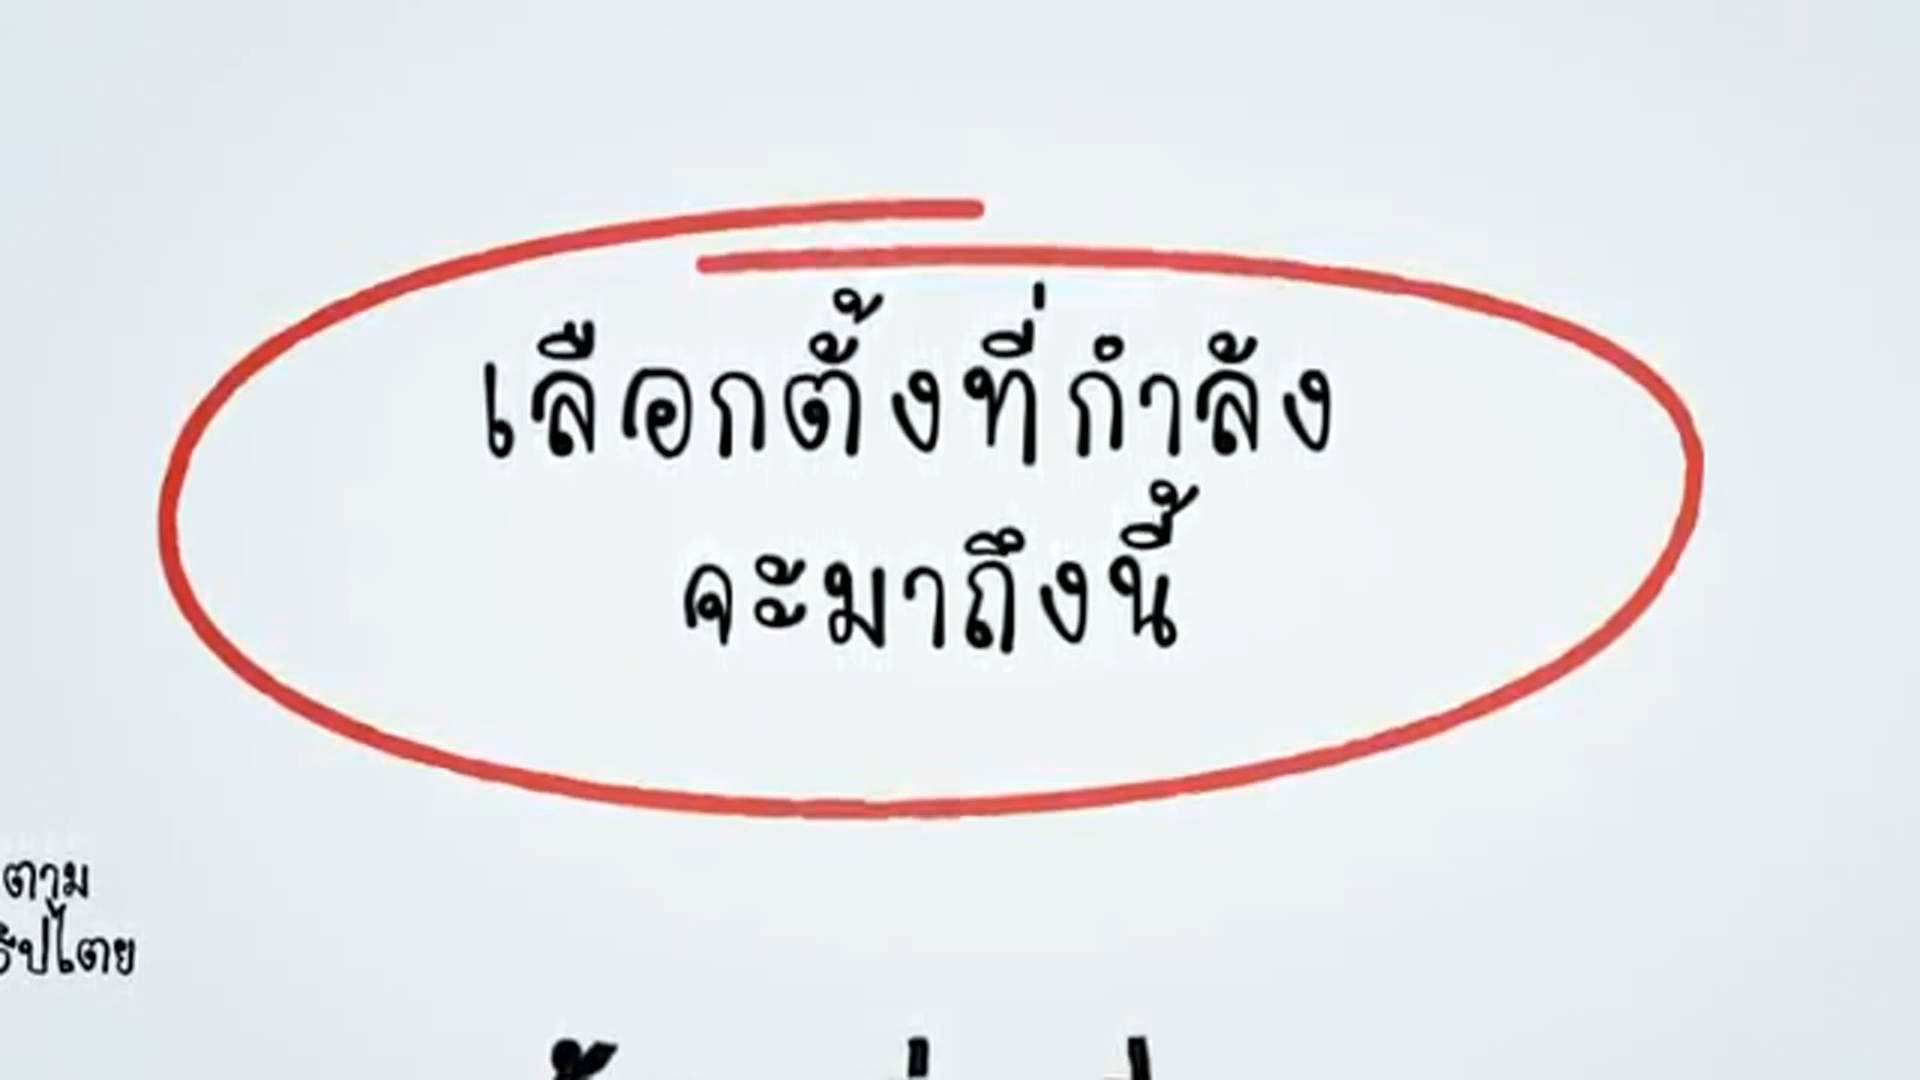 เลือกตั้งที่กำลัง
จะมาถึงนี้
ตาม
ธิปไตย